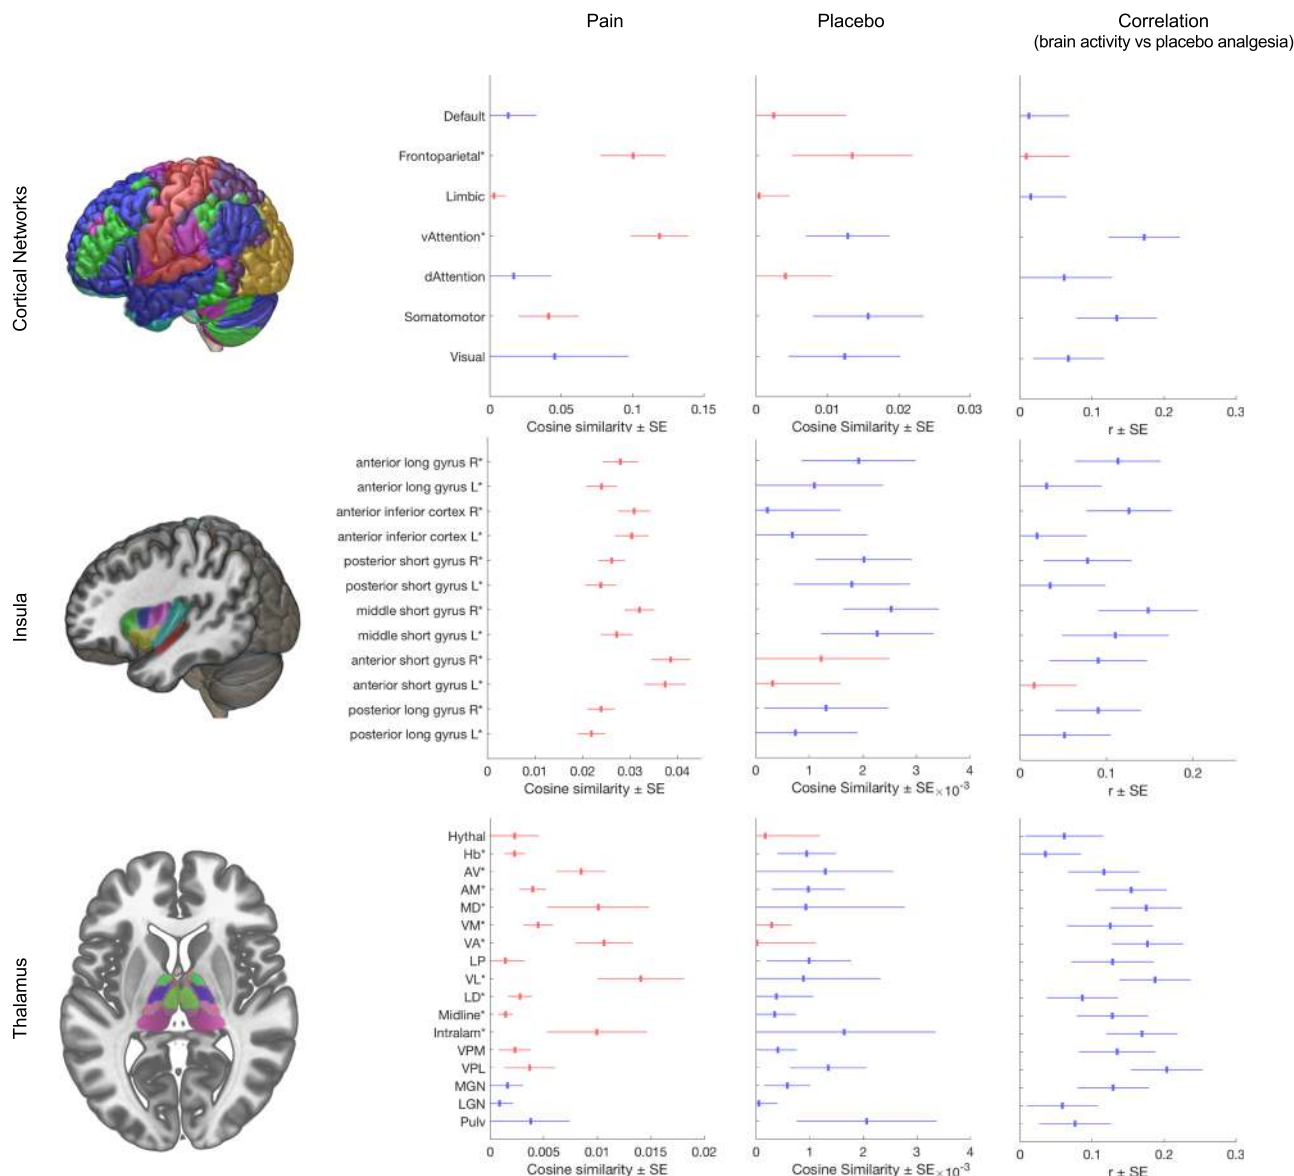 Pain
Placebo
Correlation
(brain activity vs placebo analgesia)
Cortical Networks
Default
Frontoparietal*
Limbic
vAttention*
dAttention
Somatomotor
Visual
0 0.05 0.1 0.15
Cosine similarity ± SE
0 0.01 0.02 0.03
Cosine Similarity ± SE
0 0.1 0.2 0.3
r ± SE
Insula
anterior long gyrus R*
anterior long gyrus L*
anterior inferior cortex R*
anterior inferior cortex L*
posterior short gyrus R*
posterior short gyrus L*
middle short gyrus R*
middle short gyrus L*
anterior short gyrus R*
anterior short gyrus L*
posterior long gyrus R*
posterior long gyrus L*
0 0.01 0.02 0.03 0.04
Cosine similarity ± SE
0 1 2 3 4
Cosine Similarity ± SE ×10⁻³
0 0.1 0.2
r ± SE
Thalamus
Hythal
Hb*
AV*
AM*
MD*
VM*
VA*
LP
VL*
LD*
Midline*
Intralam*
VPM
VPL
MGN
LGN
Pulv
0 0.005 0.01 0.015 0.02
Cosine similarity ± SE
0 1 2 3 4
Cosine Similarity ± SE ×10⁻³
0 0.1 0.2 0.3
r ± SE